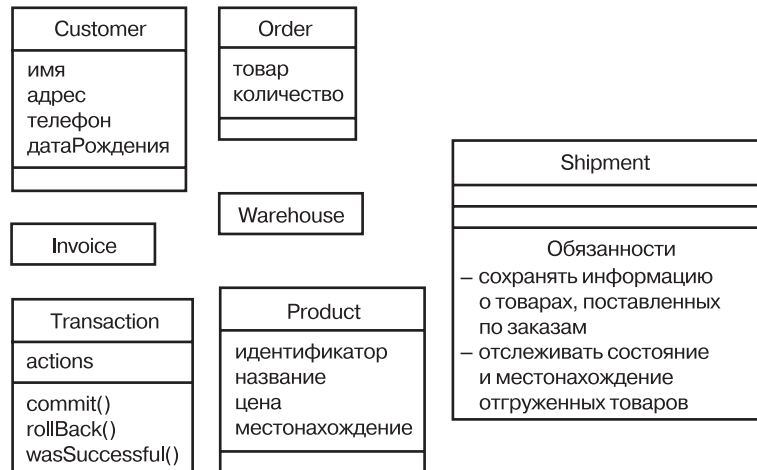 Customer
имя
адрес
телефон
датаРождения
Order
товар
количество
Invoice
Warehouse
Shipment
Обязанности
– сохранять информацию
о товарах, поставленных
по заказам
– отслеживать состояние
и местонахождение
отгруженных товаров
Transaction
actions
commit()
rollBack()
wasSuccessful()
Product
идентификатор
название
цена
местонахождение